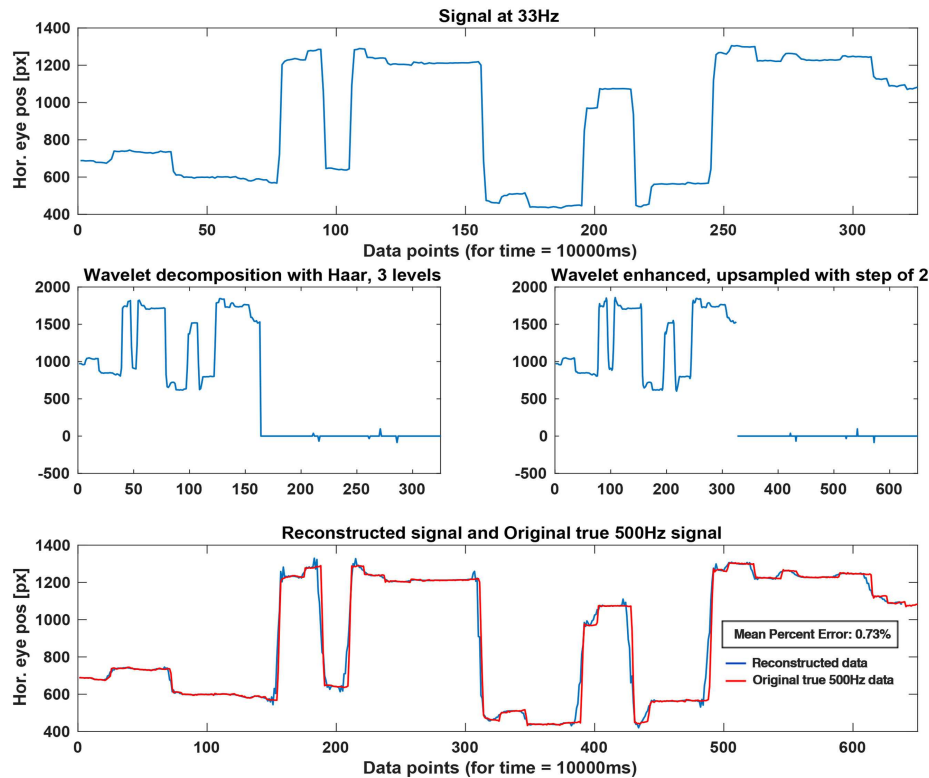 Signal at 33Hz
Hor. eye pos [px]
1400
1200
1000
800
600
400
0 50 100 150 200 250 300
Data points (for time = 10000ms)
Wavelet decomposition with Haar, 3 levels
2000
1500
1000
500
0
-500
0 50 100 150 200 250 300
Wavelet enhanced, upsampled with step of 2
2000
1500
1000
500
0
-500
0 100 200 300 400 500 600
Reconstructed signal and Original true 500Hz signal
Hor. eye pos [px]
1400
1200
1000
800
600
400
Mean Percent Error: 0.73%
Reconstructed data
Original true 500Hz data
0 100 200 300 400 500 600
Data points (for time = 10000ms)